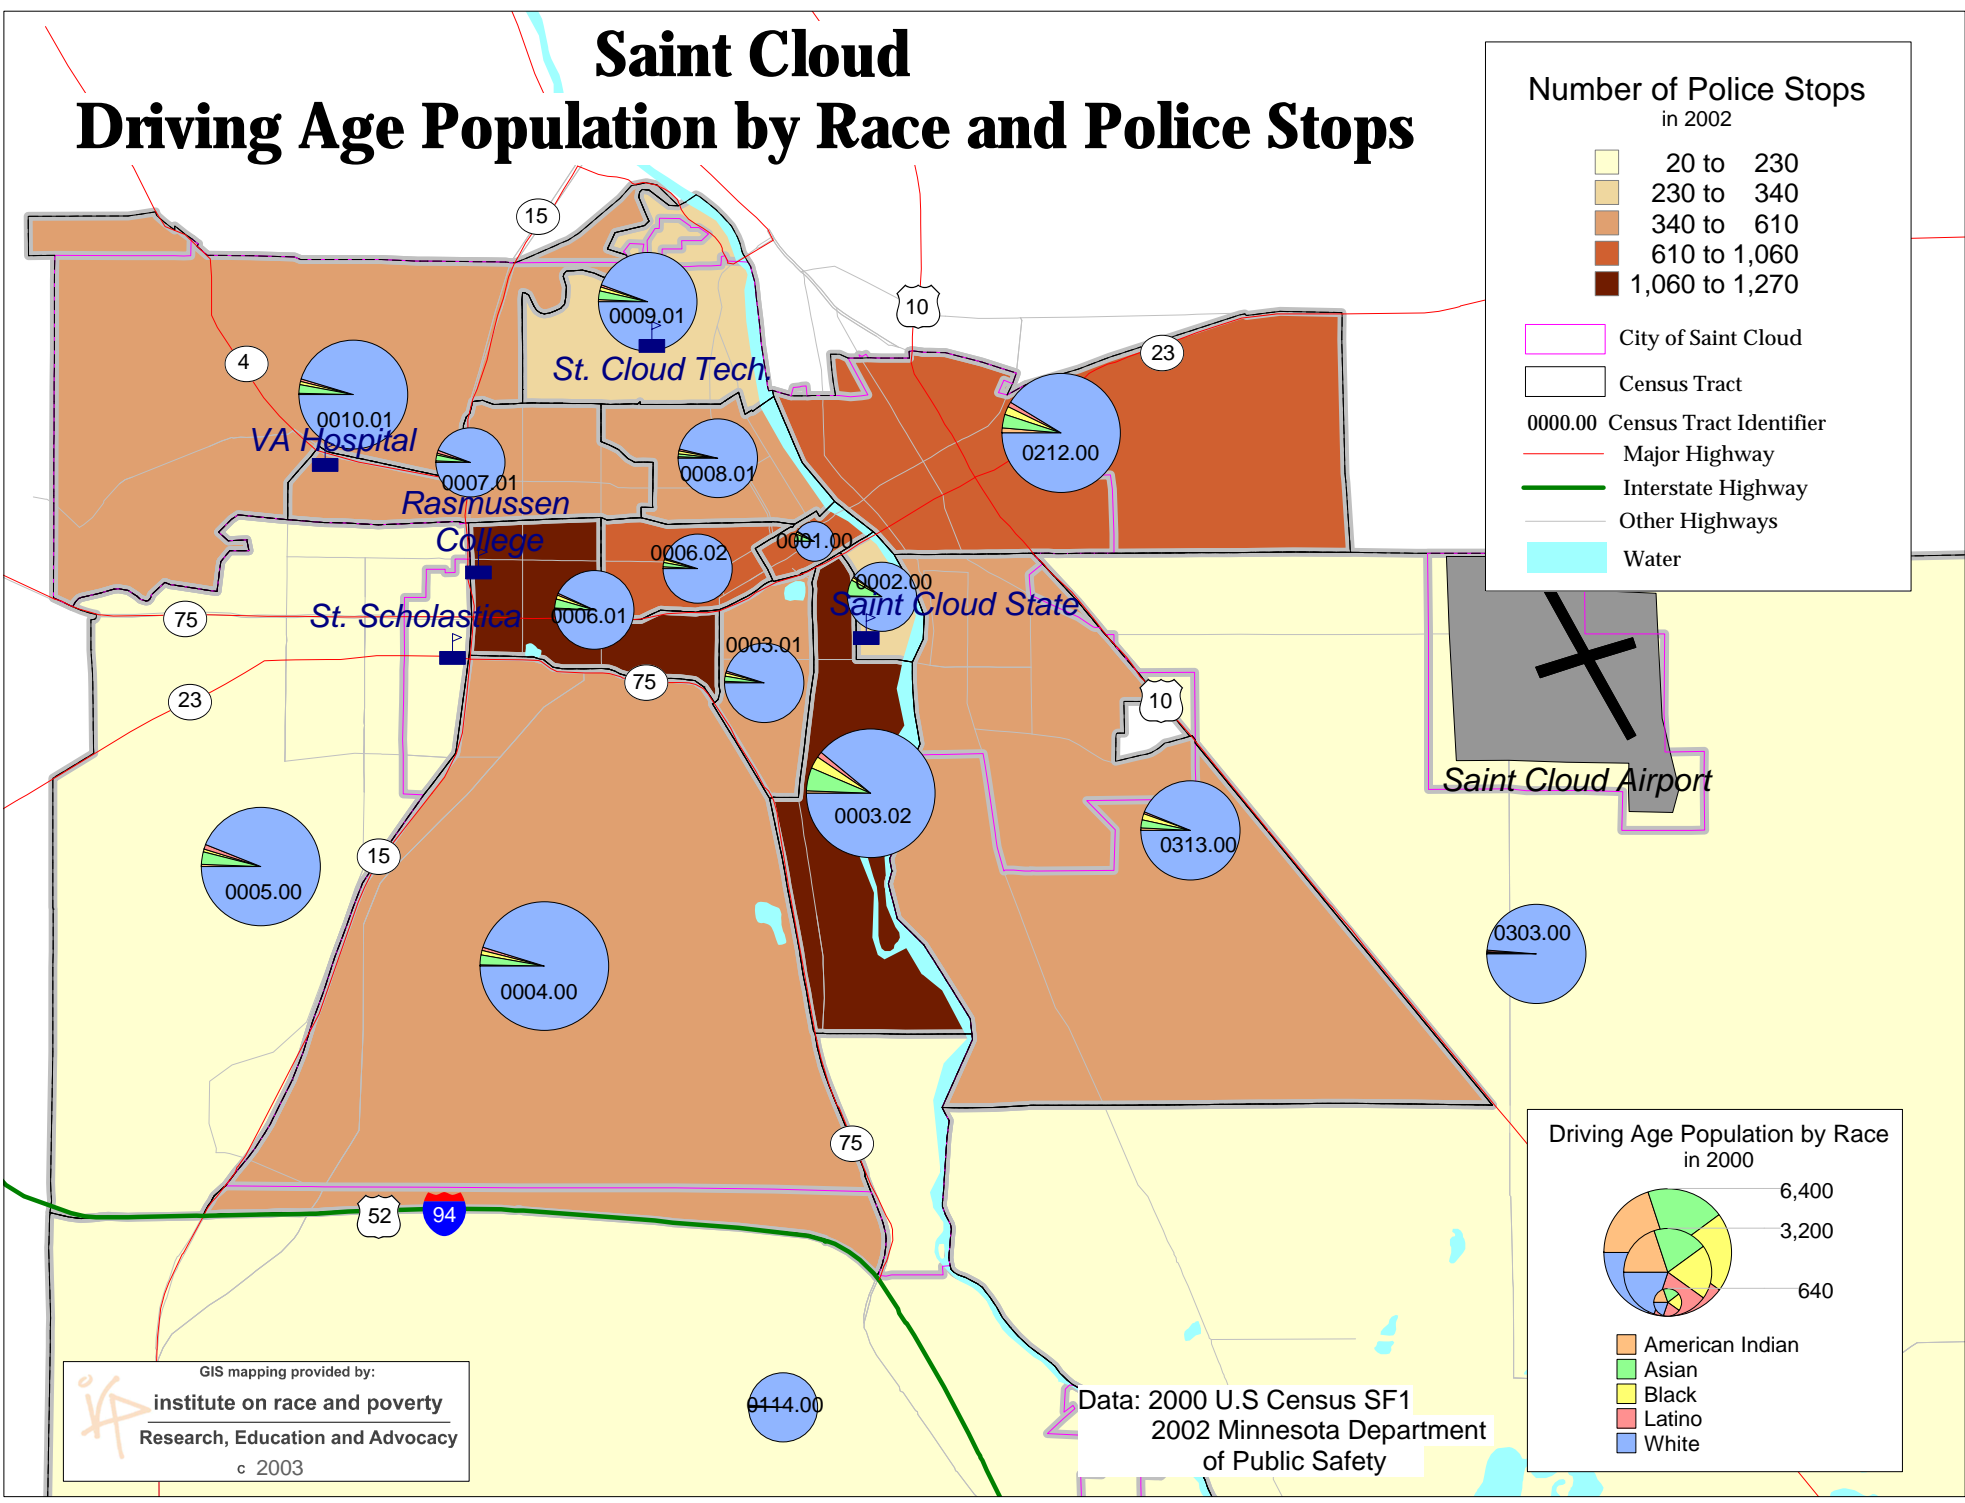 Saint Cloud
Driving Age Population by Race and Police Stops
Number of Police Stops
in 2002
20 to 230
230 to 340
340 to 610
610 to 1,060
1,060 to 1,270
City of Saint Cloud
Census Tract
0000.00 Census Tract Identifier
Major Highway
Interstate Highway
Other Highways
Water
15
10
23
4
0009.01
St. Cloud Tech.
0010.01
VA Hospital
0007.01
0008.01
0212.00
Rasmussen
College
0006.02
0001.00
0002.00
Saint Cloud State
75
St. Scholastica
0006.01
0003.01
75
23
10
Saint Cloud Airport
0003.02
0313.00
15
0005.00
0004.00
0303.00
75
52
94
0114.00
Driving Age Population by Race
in 2000
6,400
3,200
640
American Indian
Asian
Black
Latino
White
GIS mapping provided by:
institute on race and poverty
Research, Education and Advocacy
c 2003
Data: 2000 U.S Census SF1
2002 Minnesota Department
of Public Safety